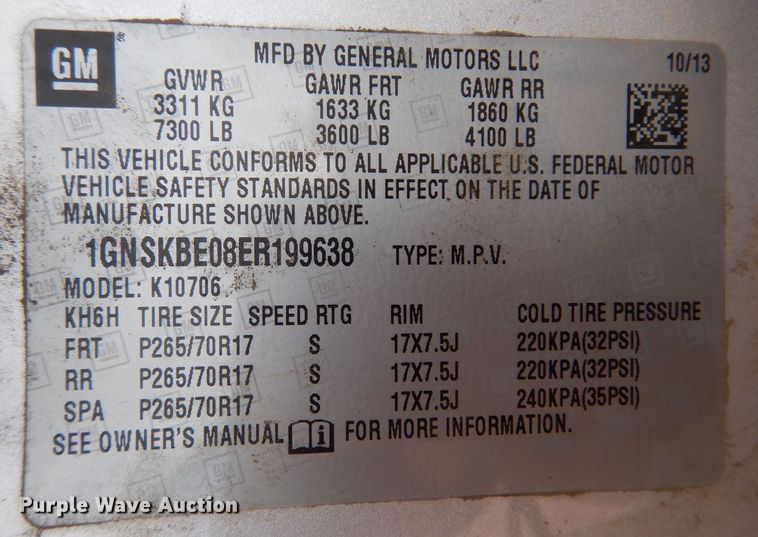 GM ® MFD BY GENERAL MOTORS LLC 10/13
GVWR GAWR FRT GAWR RR
3311 KG 1633 KG 1860 KG
7300 LB 3600 LB 4100 LB
THIS VEHICLE CONFORMS TO ALL APPLICABLE U.S. FEDERAL MOTOR
VEHICLE SAFETY STANDARDS IN EFFECT ON THE DATE OF
MANUFACTURE SHOWN ABOVE.
1GNSKBE08ER199638 TYPE: M.P.V.
MODEL: K10706
KH6H TIRE SIZE SPEED RTG RIM COLD TIRE PRESSURE
FRT P265/70R17 S 17X7.5J 220KPA(32PSI)
RR P265/70R17 S 17X7.5J 220KPA(32PSI)
SPA P265/70R17 S 17X7.5J 240KPA(35PSI)
SEE OWNER'S MANUAL i FOR MORE INFORMATION.
Purple Wave Auction